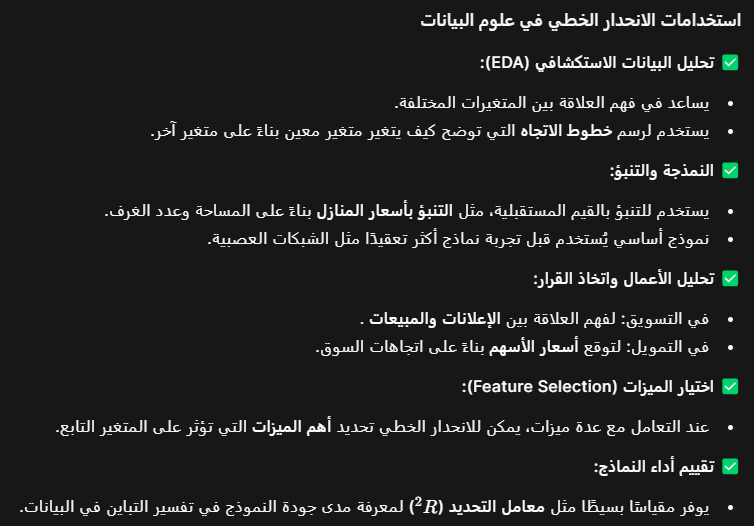 استخدامات الانحدار الخطي في علوم البيانات
✅ تحليل البيانات الاستكشافي (EDA):
• يساعد في فهم العلاقة بين المتغيرات المختلفة.
• يستخدم لرسم خطوط الاتجاه التي توضح كيف يتغير متغير معين بناءً على متغير آخر.
✅ النمذجة والتنبؤ:
• يستخدم للتنبؤ بالقيم المستقبلية، مثل التنبؤ بأسعار المنازل بناءً على المساحة وعدد الغرف.
• نموذج أساسي يُستخدم قبل تجربة نماذج أكثر تعقيدًا مثل الشبكات العصبية.
✅ تحليل الأعمال واتخاذ القرار:
• في التسويق: لفهم العلاقة بين الإعلانات والمبيعات .
• في التمويل: لتوقع أسعار الأسهم بناءً على اتجاهات السوق.
✅ اختيار الميزات (Feature Selection):
• عند التعامل مع عدة ميزات، يمكن للانحدار الخطي تحديد أهم الميزات التي تؤثر على المتغير التابع.
✅ تقييم أداء النماذج:
• يوفر مقياسًا بسيطًا مثل معامل التحديد (²R) لمعرفة مدى جودة النموذج في تفسير التباين في البيانات.